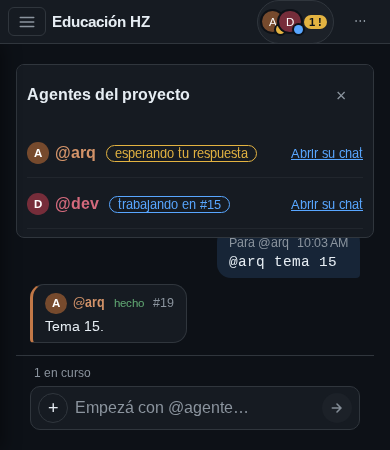 Educación HZ
A D 1 !
...
Agentes del proyecto
×
A @arq esperando tu respuesta Abrir su chat
D @dev trabajando en #15 Abrir su chat
Para @arq 10:03 AM
@arq tema 15
A @arq hecho #19
Tema 15.
1 en curso
+ Empezá con @agente…